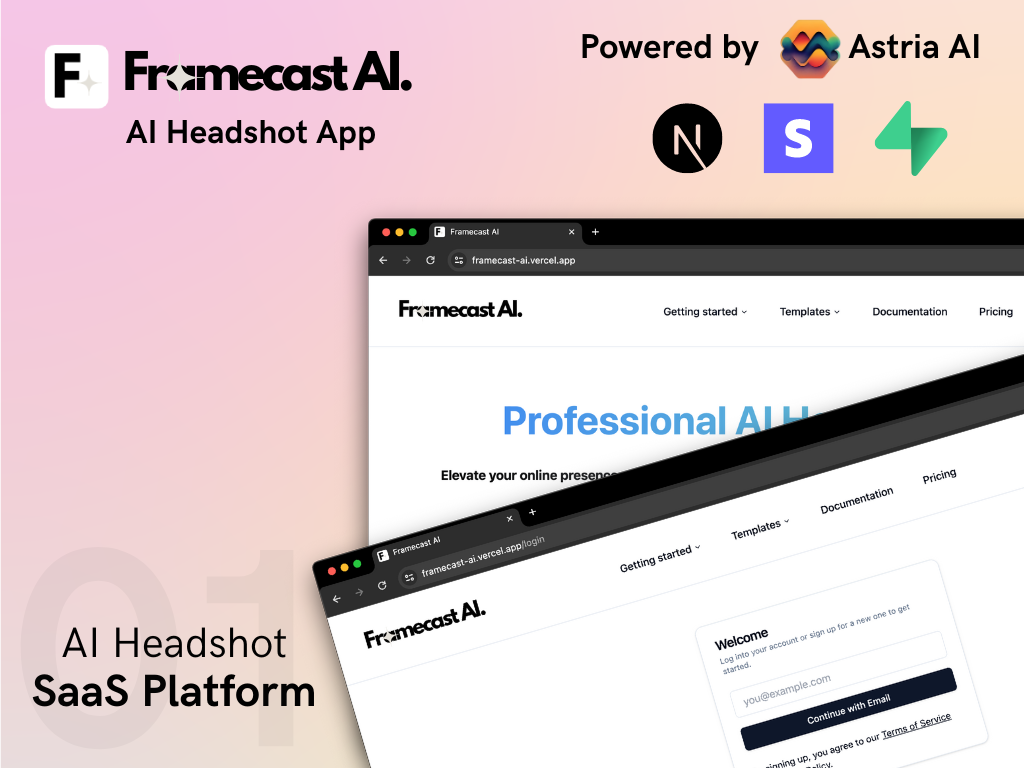 F
Framecast AI.
AI Headshot App
Powered by Astria AI
N
S
Framecast AI
framecast-ai.vercel.app
Framecast AI.
Getting started
Templates
Documentation
Pricing
Professional AI
Elevate your online presence
F
Framecast AI
framecast-ai.vercel.app/login
Framecast AI.
Getting started
Templates
Documentation
Pricing
Welcome
Log into your account or sign up for a new one to get
started.
you@example.com
Continue with Email
signing up, you agree to our Terms of Service
Policy.
01
AI Headshot
SaaS Platform